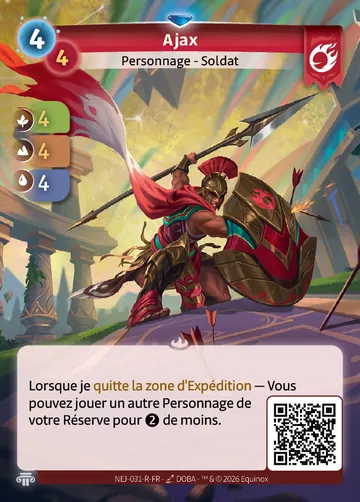 4
4
Ajax
Personnage - Soldat
4
4
4
Lorsque je quitte la zone d'Expédition — Vous
pouvez jouer un autre Personnage de
votre Réserve pour 2 de moins.
NEJ-031-R-FR - DOBA - ™ & © 2026 Equinox